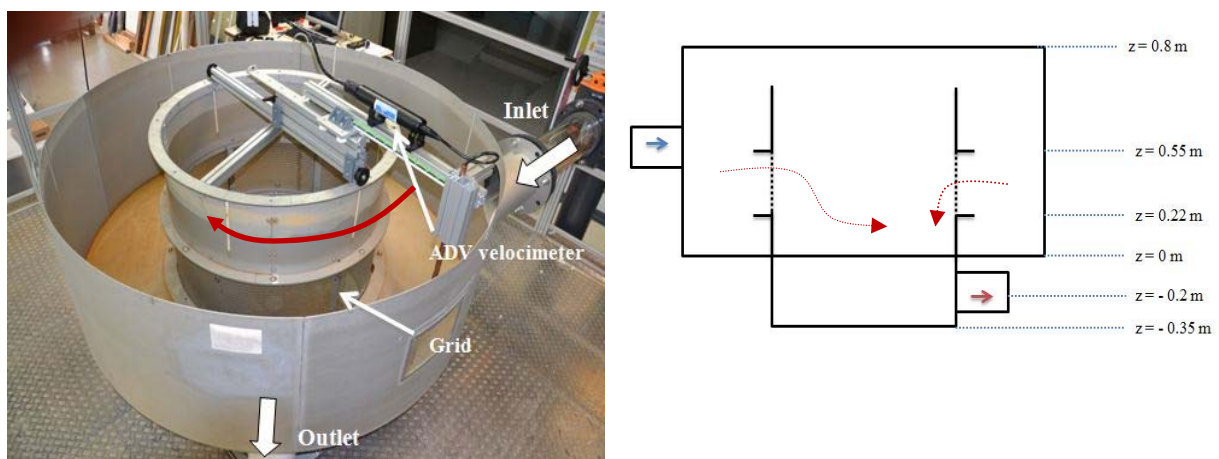 Inlet
ADV velocimeter
Grid
Outlet
z = 0.8 m
z = 0.55 m
z = 0.22 m
z = 0 m
z = - 0.2 m
z = - 0.35 m